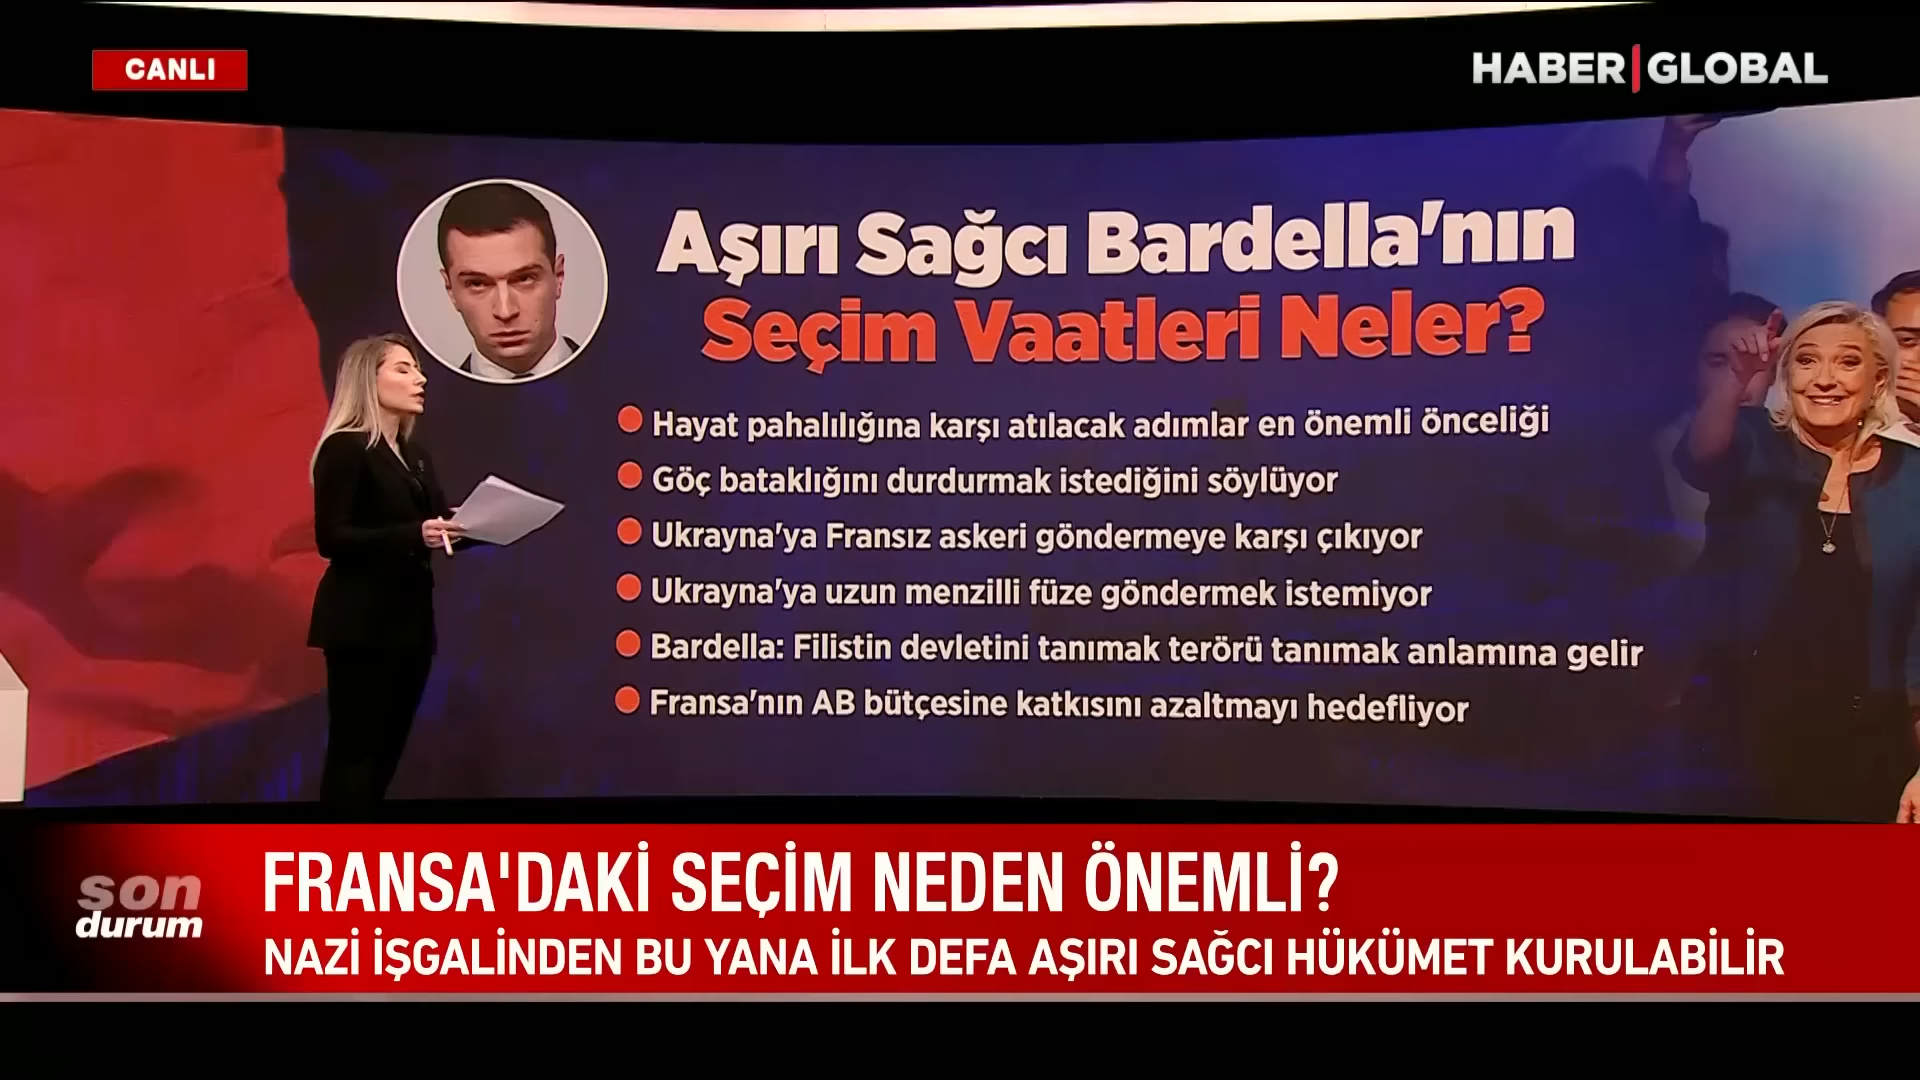 CANLI
HABER GLOBAL
Aşırı Sağcı Bardella'nın
Seçim Vaatleri Neler?
Hayat pahalılığına karşı atılacak adımlar en önemli önceliği
Göç bataklığını durdurmak istediğini söylüyor
Ukrayna'ya Fransız askeri göndermeye karşı çıkıyor
Ukrayna'ya uzun menzilli füze göndermek istemiyor
Bardella: Filistin devletini tanımak terörü tanımak anlamına gelir
Fransa'nın AB bütçesine katkısını azaltmayı hedefliyor
son
durum
FRANSA'DAKİ SEÇİM NEDEN ÖNEMLİ?
NAZİ İŞGALİNDEN BU YANA İLK DEFA AŞIRI SAĞCI HÜKÜMET KURULABİLİR